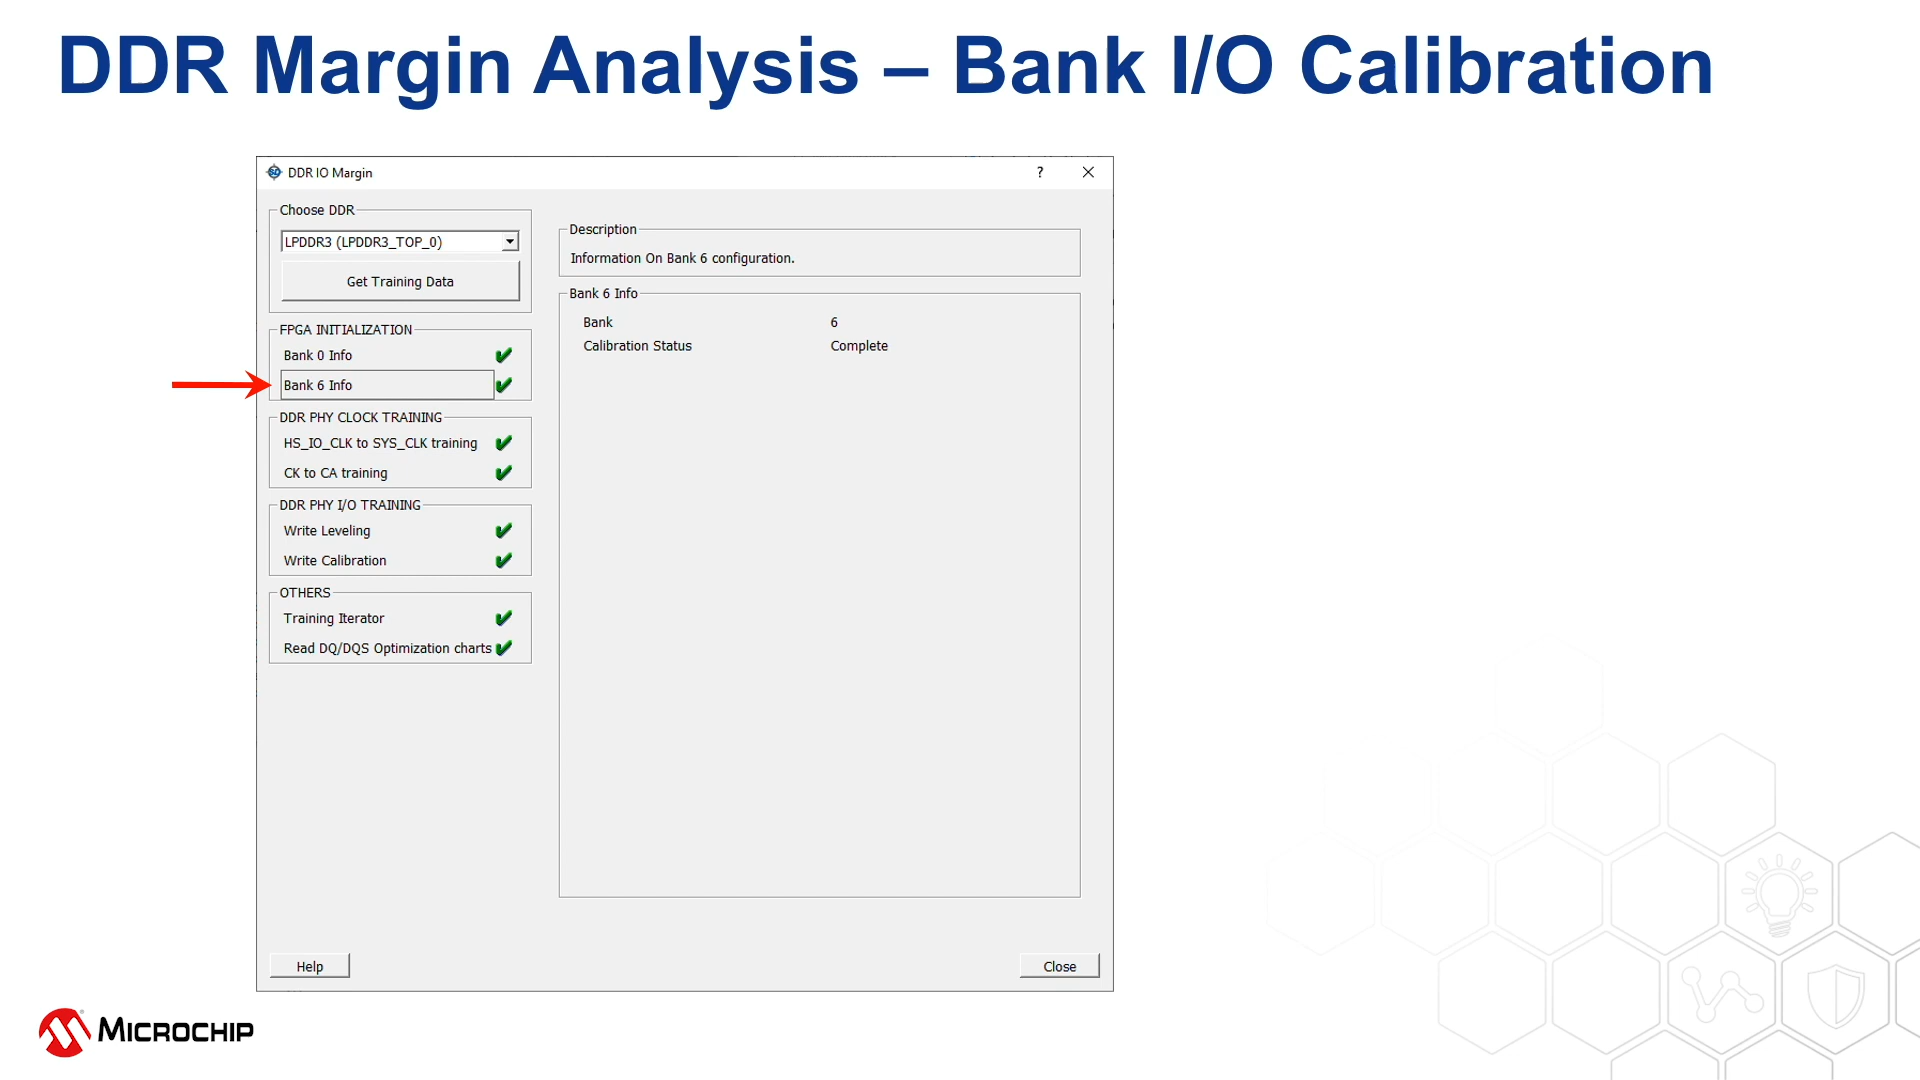 DDR Margin Analysis – Bank I/O Calibration
DDR IO Margin
?
Choose DDR
LPDDR3 (LPDDR3_TOP_0)
Get Training Data
FPGA INITIALIZATION
Bank 0 Info
Bank 6 Info
DDR PHY CLOCK TRAINING
HS_IO_CLK to SYS_CLK training
CK to CA training
DDR PHY I/O TRAINING
Write Leveling
Write Calibration
OTHERS
Training Iterator
Read DQ/DQS Optimization charts
Description
Information On Bank 6 configuration.
Bank 6 Info
Bank 6
Calibration Status Complete
Help
Close
MICROCHIP